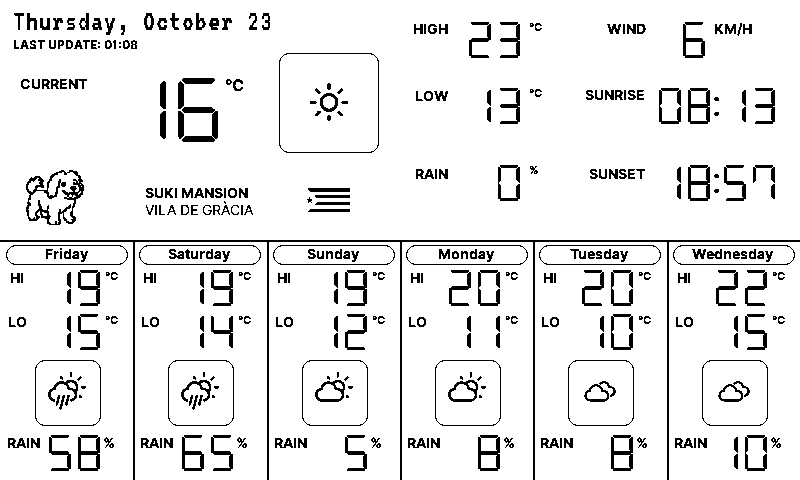 Thursday, October 23
LAST UPDATE: 01:08
CURRENT 16 °C
HIGH 23 °C
WIND 6 KM/H
LOW 13 °C
SUNRISE 08:13
RAIN 0 %
SUNSET 18:57
SUKI MANSION
VILA DE GRÀCIA
Friday
HI 19 °C
LO 15 °C
RAIN 58 %
Saturday
HI 19 °C
LO 14 °C
RAIN 65 %
Sunday
HI 19 °C
LO 12 °C
RAIN 5 %
Monday
HI 20 °C
LO 11 °C
RAIN 8 %
Tuesday
HI 20 °C
LO 10 °C
RAIN 8 %
Wednesday
HI 22 °C
LO 15 °C
RAIN 10 %